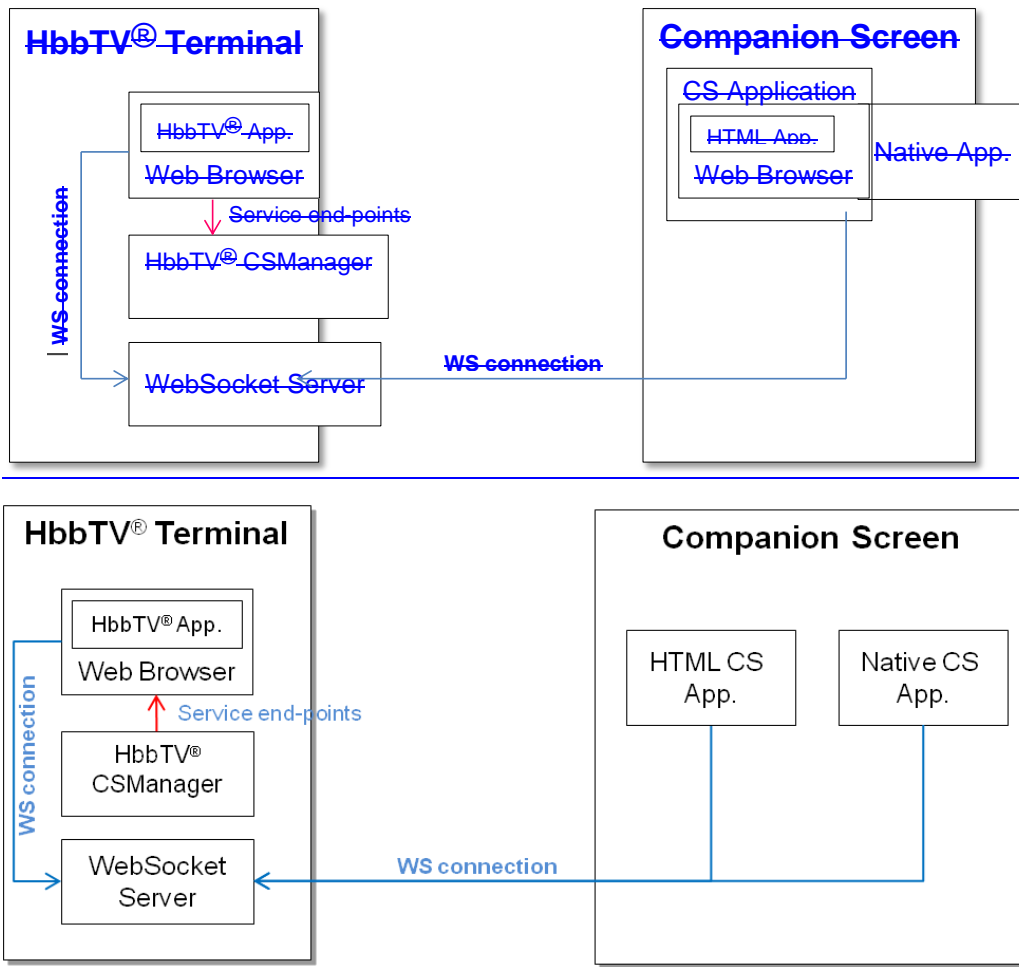 HbbTV® Terminal
HbbTV® App.
Web Browser
Service end-points
HbbTV® CSManager
WebSocket Server
WS connection
WS connection
Companion Screen
CS Application
HTML App.
Web Browser
Native App.
HbbTV® Terminal
HbbTV® App.
Web Browser
Service end-points
HbbTV®
CSManager
WebSocket
Server
WS connection
WS connection
Companion Screen
HTML CS
App.
Native CS
App.